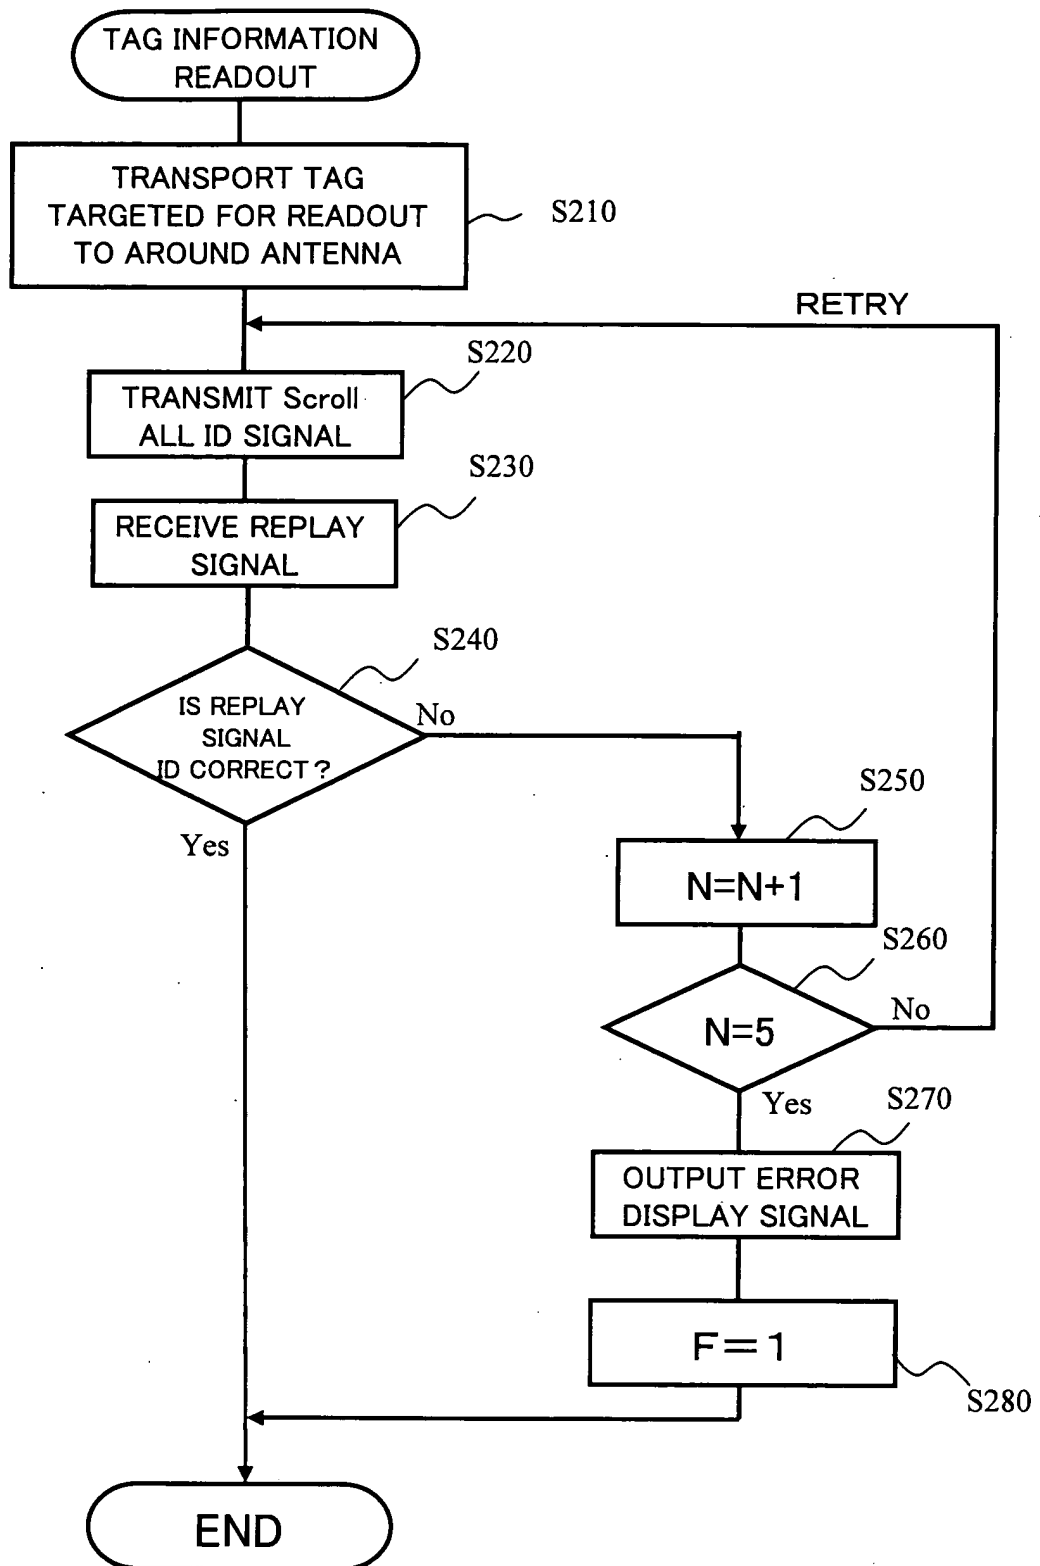 TAG INFORMATION
READOUT
TRANSPORT TAG
TARGETED FOR READOUT
TO AROUND ANTENNA
S210
RETRY
S220
TRANSMIT Scroll
ALL ID SIGNAL
S230
RECEIVE REPLAY
SIGNAL
S240
IS REPLAY
SIGNAL
ID CORRECT?
No
Yes
S250
N=N+1
S260
N=5
No
Yes
S270
OUTPUT ERROR
DISPLAY SIGNAL
F=1
S280
END